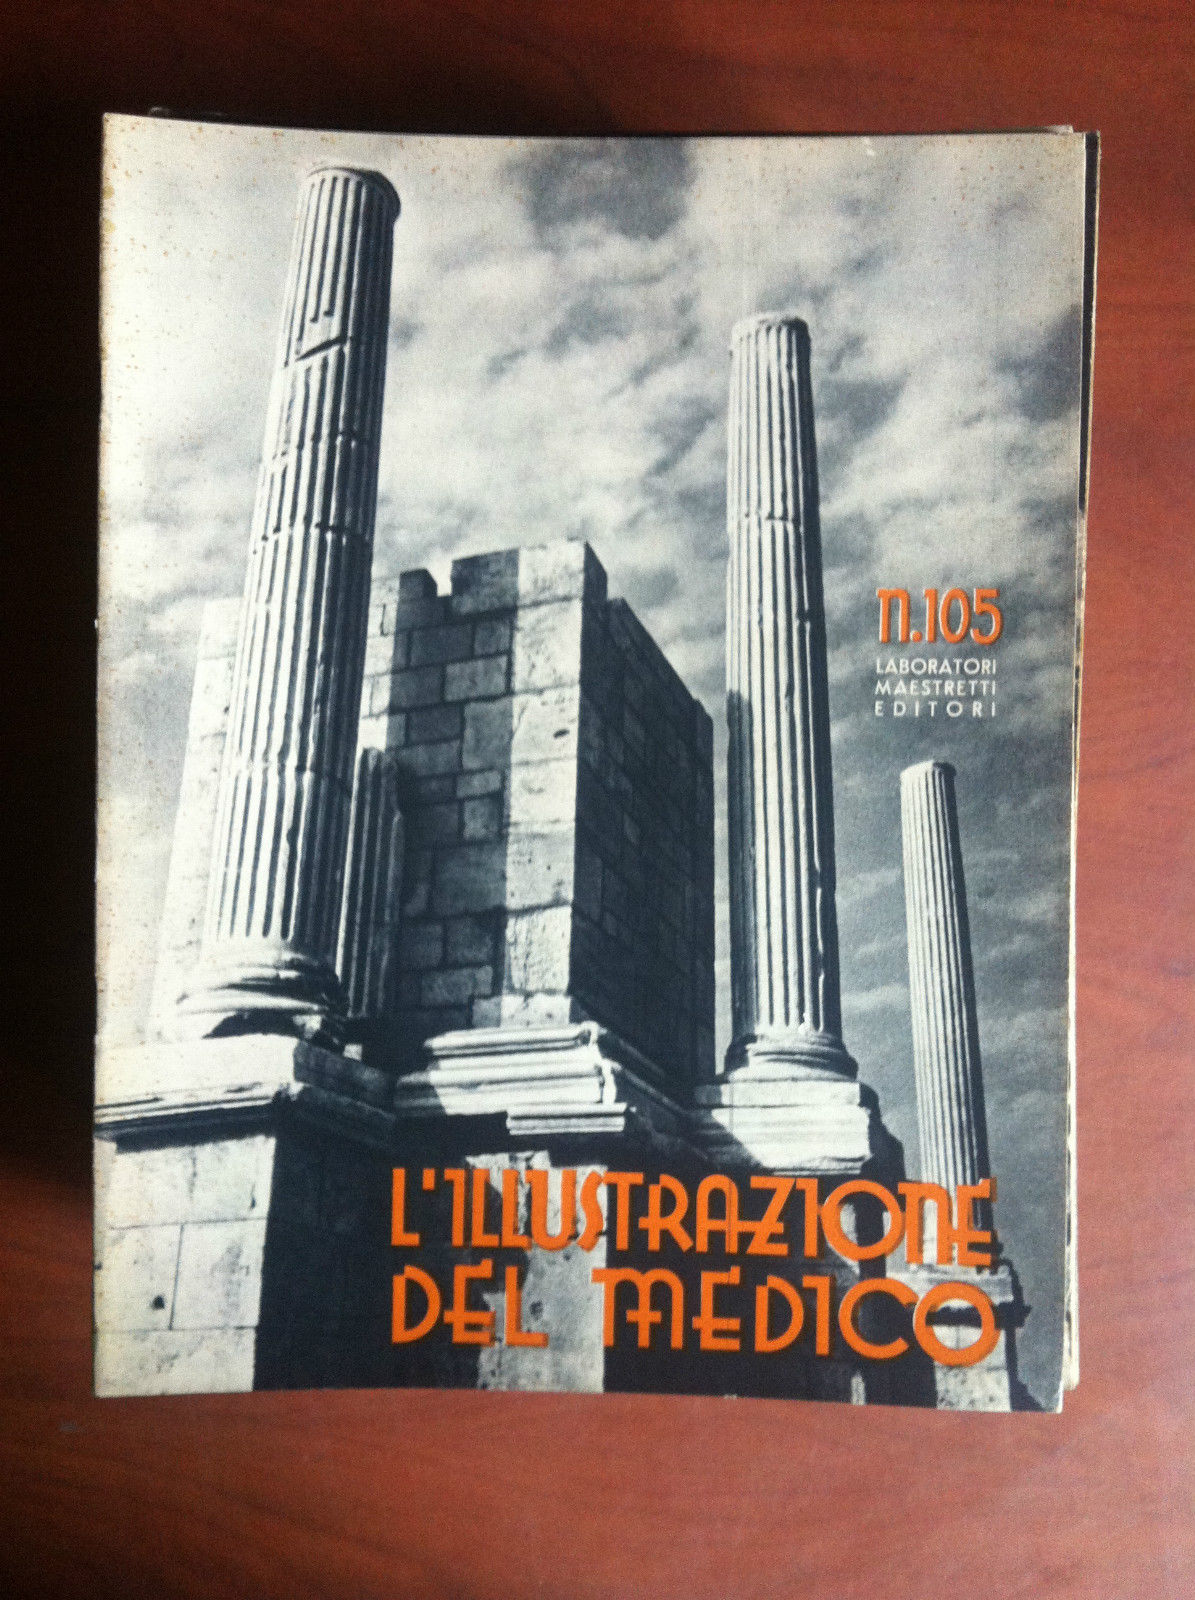 n.105
LABORATORI
MAESTRETTI
EDITORI
L'ILLUSTRAZIONE
DEL MEDICO